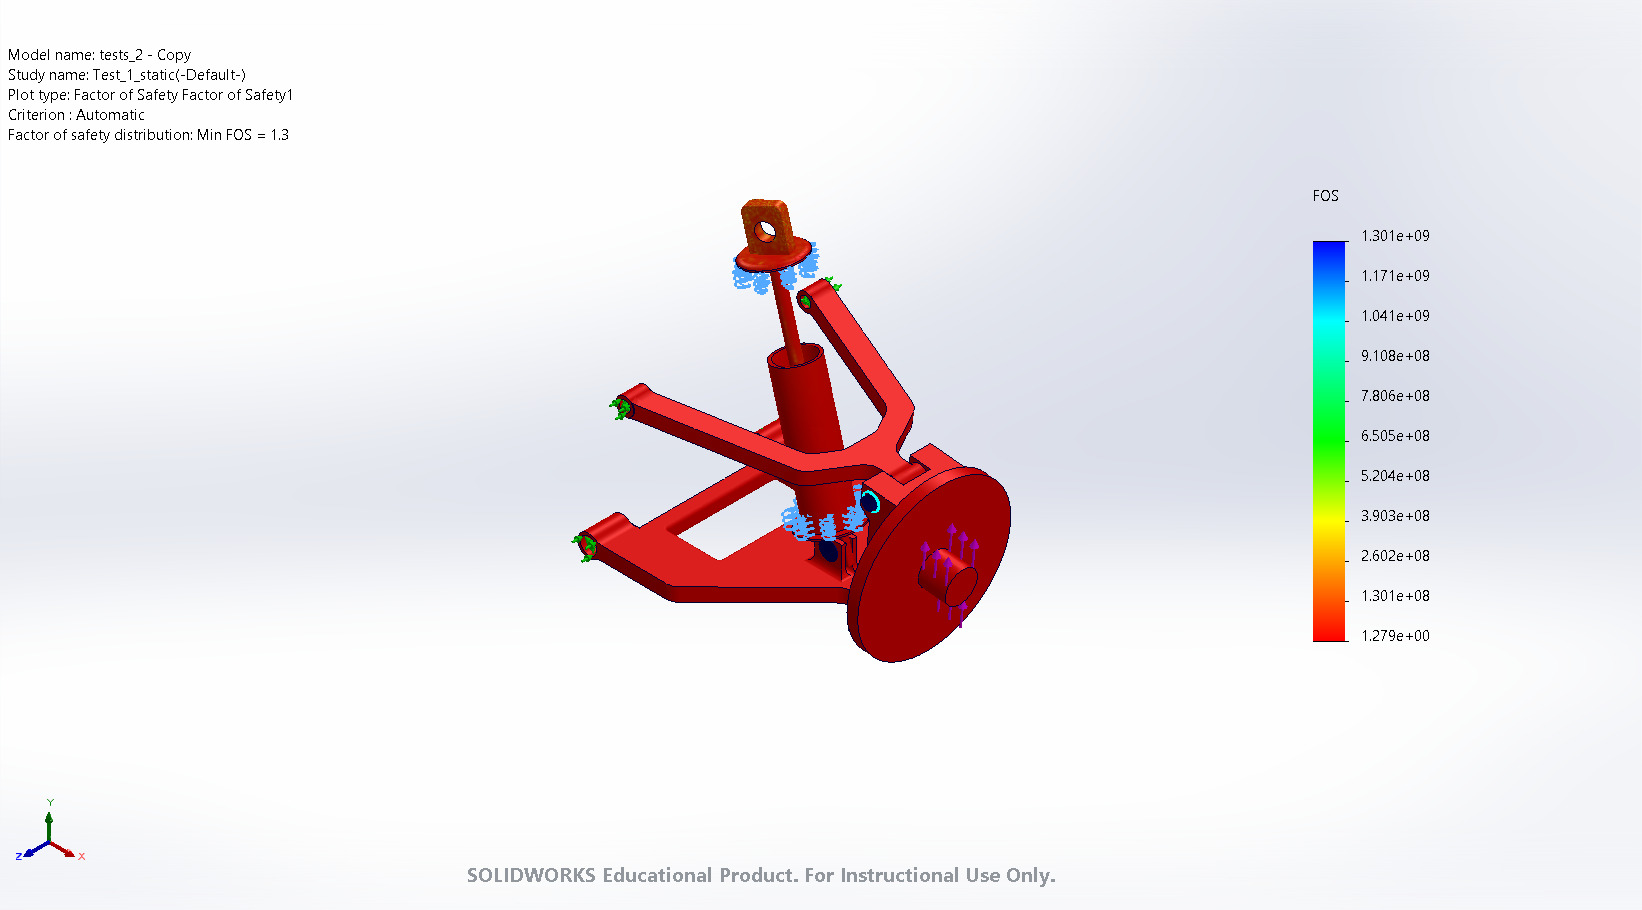 Model name: tests_2 - Copy
Study name: Test_1_static(-Default-)
Plot type: Factor of Safety Factor of Safety1
Criterion : Automatic
Factor of safety distribution: Min FOS = 1.3
FOS
1.301e+09
1.171e+09
1.041e+09
9.108e+08
7.806e+08
6.505e+08
5.204e+08
3.903e+08
2.602e+08
1.301e+08
1.279e+00
Y
Z
X
SOLIDWORKS Educational Product. For Instructional Use Only.